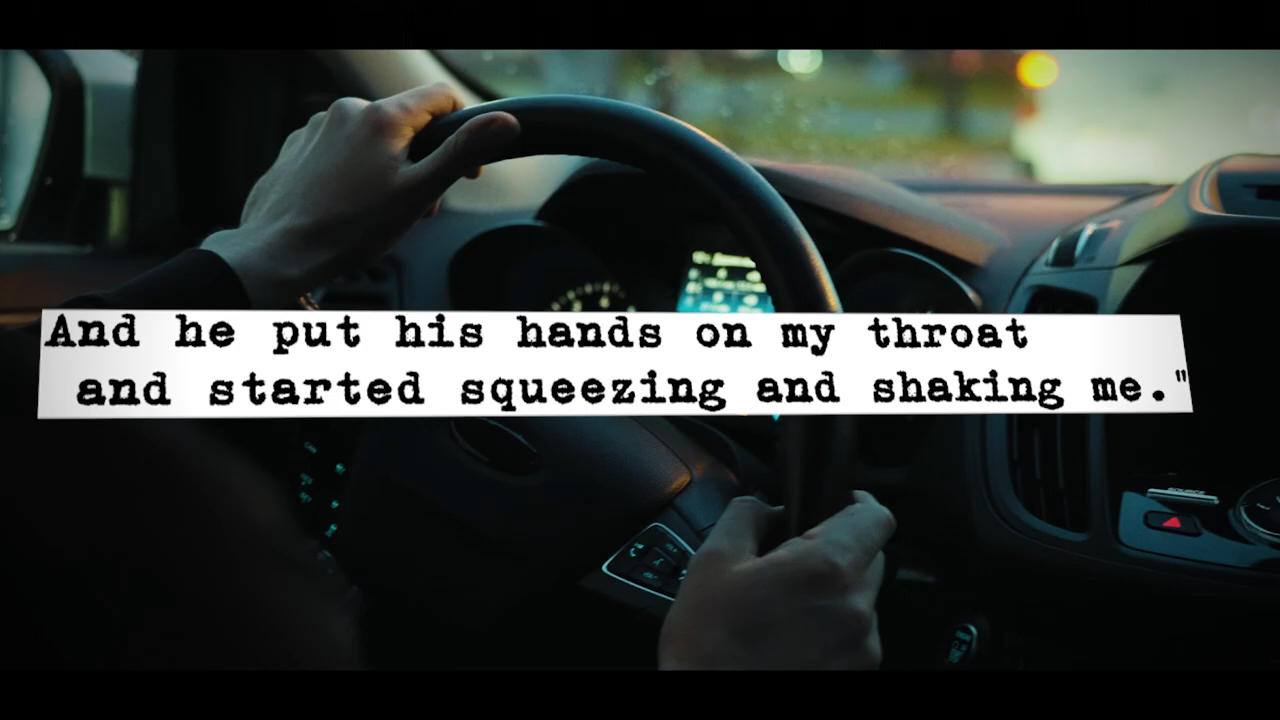 And he put his hands on my throat
and started squeezing and shaking me."